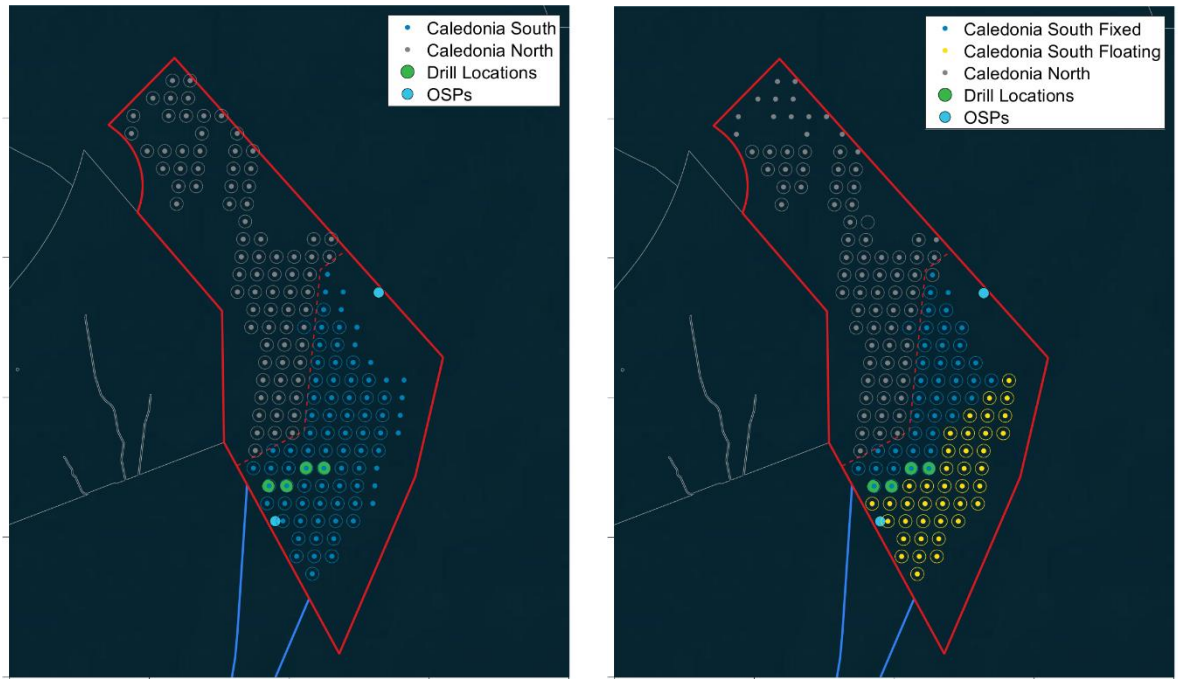 Caledonia South
Caledonia North
Drill Locations
OSPs
Caledonia South Fixed
Caledonia South Floating
Caledonia North
Drill Locations
OSPs